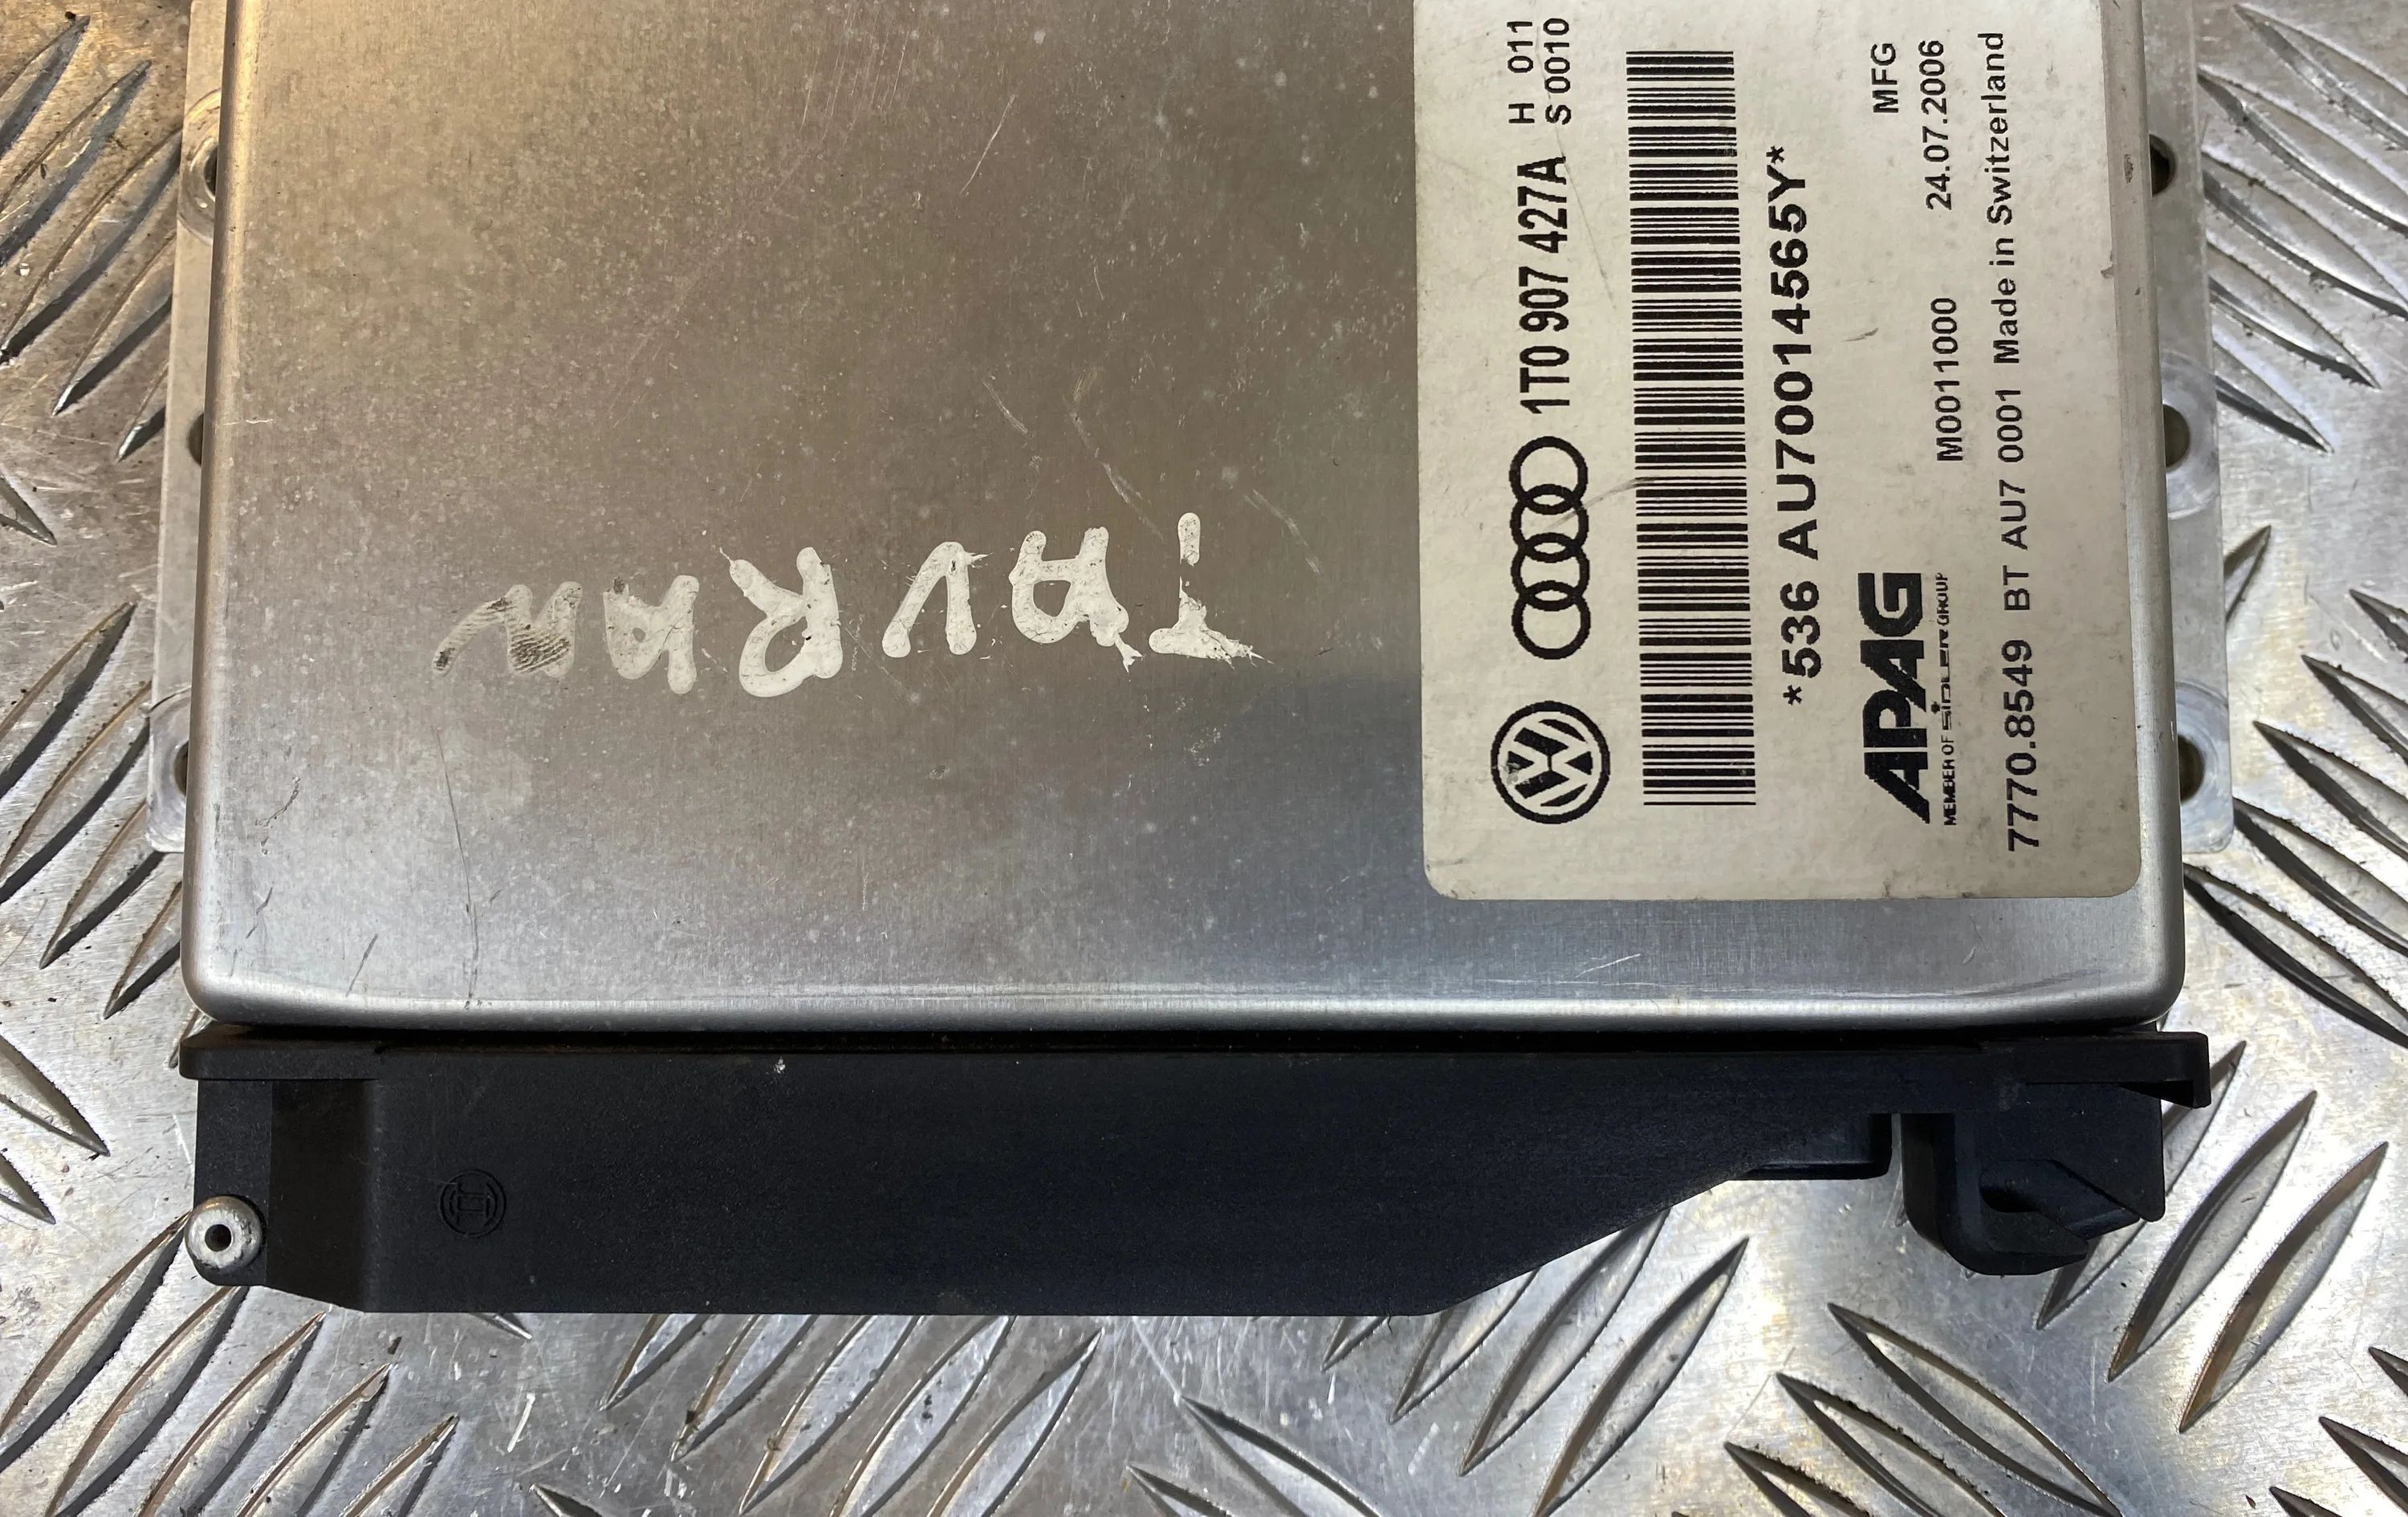 1T0 907 427A H 011
S 0010
*536 AU70014565Y*
APAG MFG
MEMBER OF SIDLER GROUP M0011000 24.07.2006
7770.8549 BT AU7 0001 Made in Switzerland
TAURAN